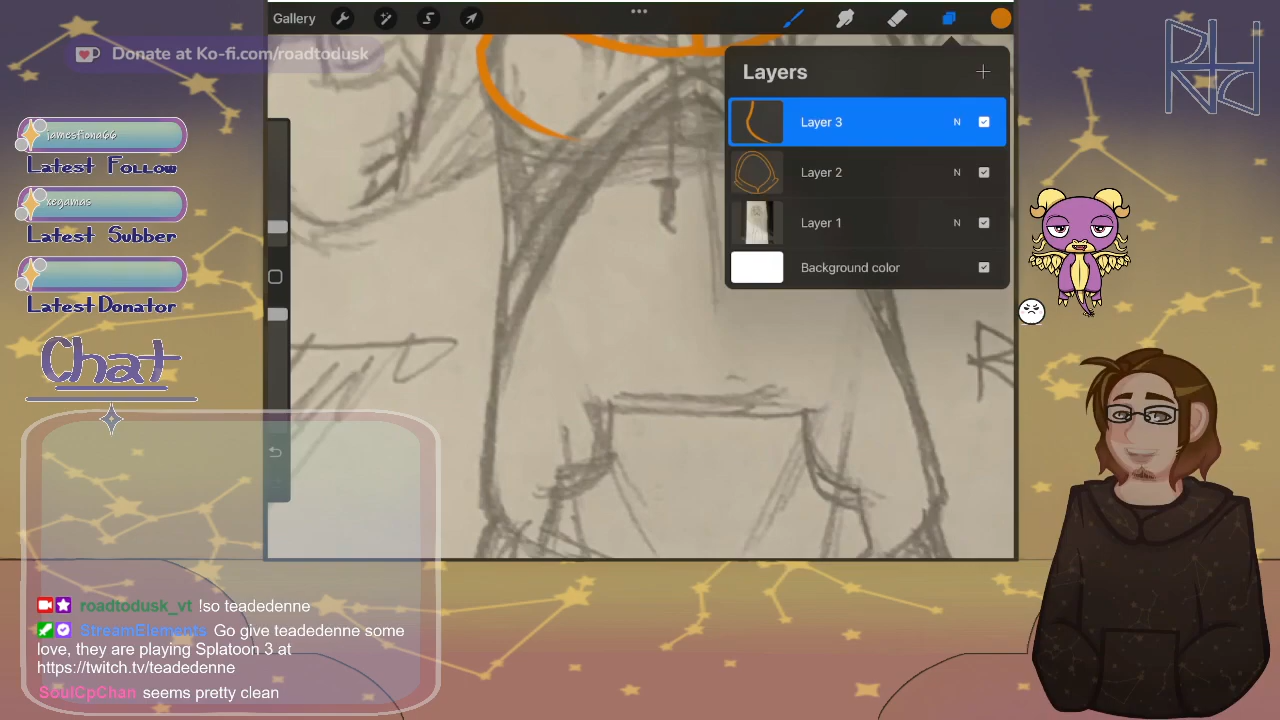 Gallery
Donate at Ko-fi.com/roadtodusk
Layers
Layer 3
N
Layer 2
N
Layer 1
N
Background color
jamesfiona66
Latest Follow
xegamas
Latest Subber
Latest Donator
Chat
roadtodusk_vt !so teadedenne
StreamElements Go give teadedenne some
love, they are playing Splatoon 3 at
https://twitch.tv/teadedenne
SoulCpChan seems pretty clean